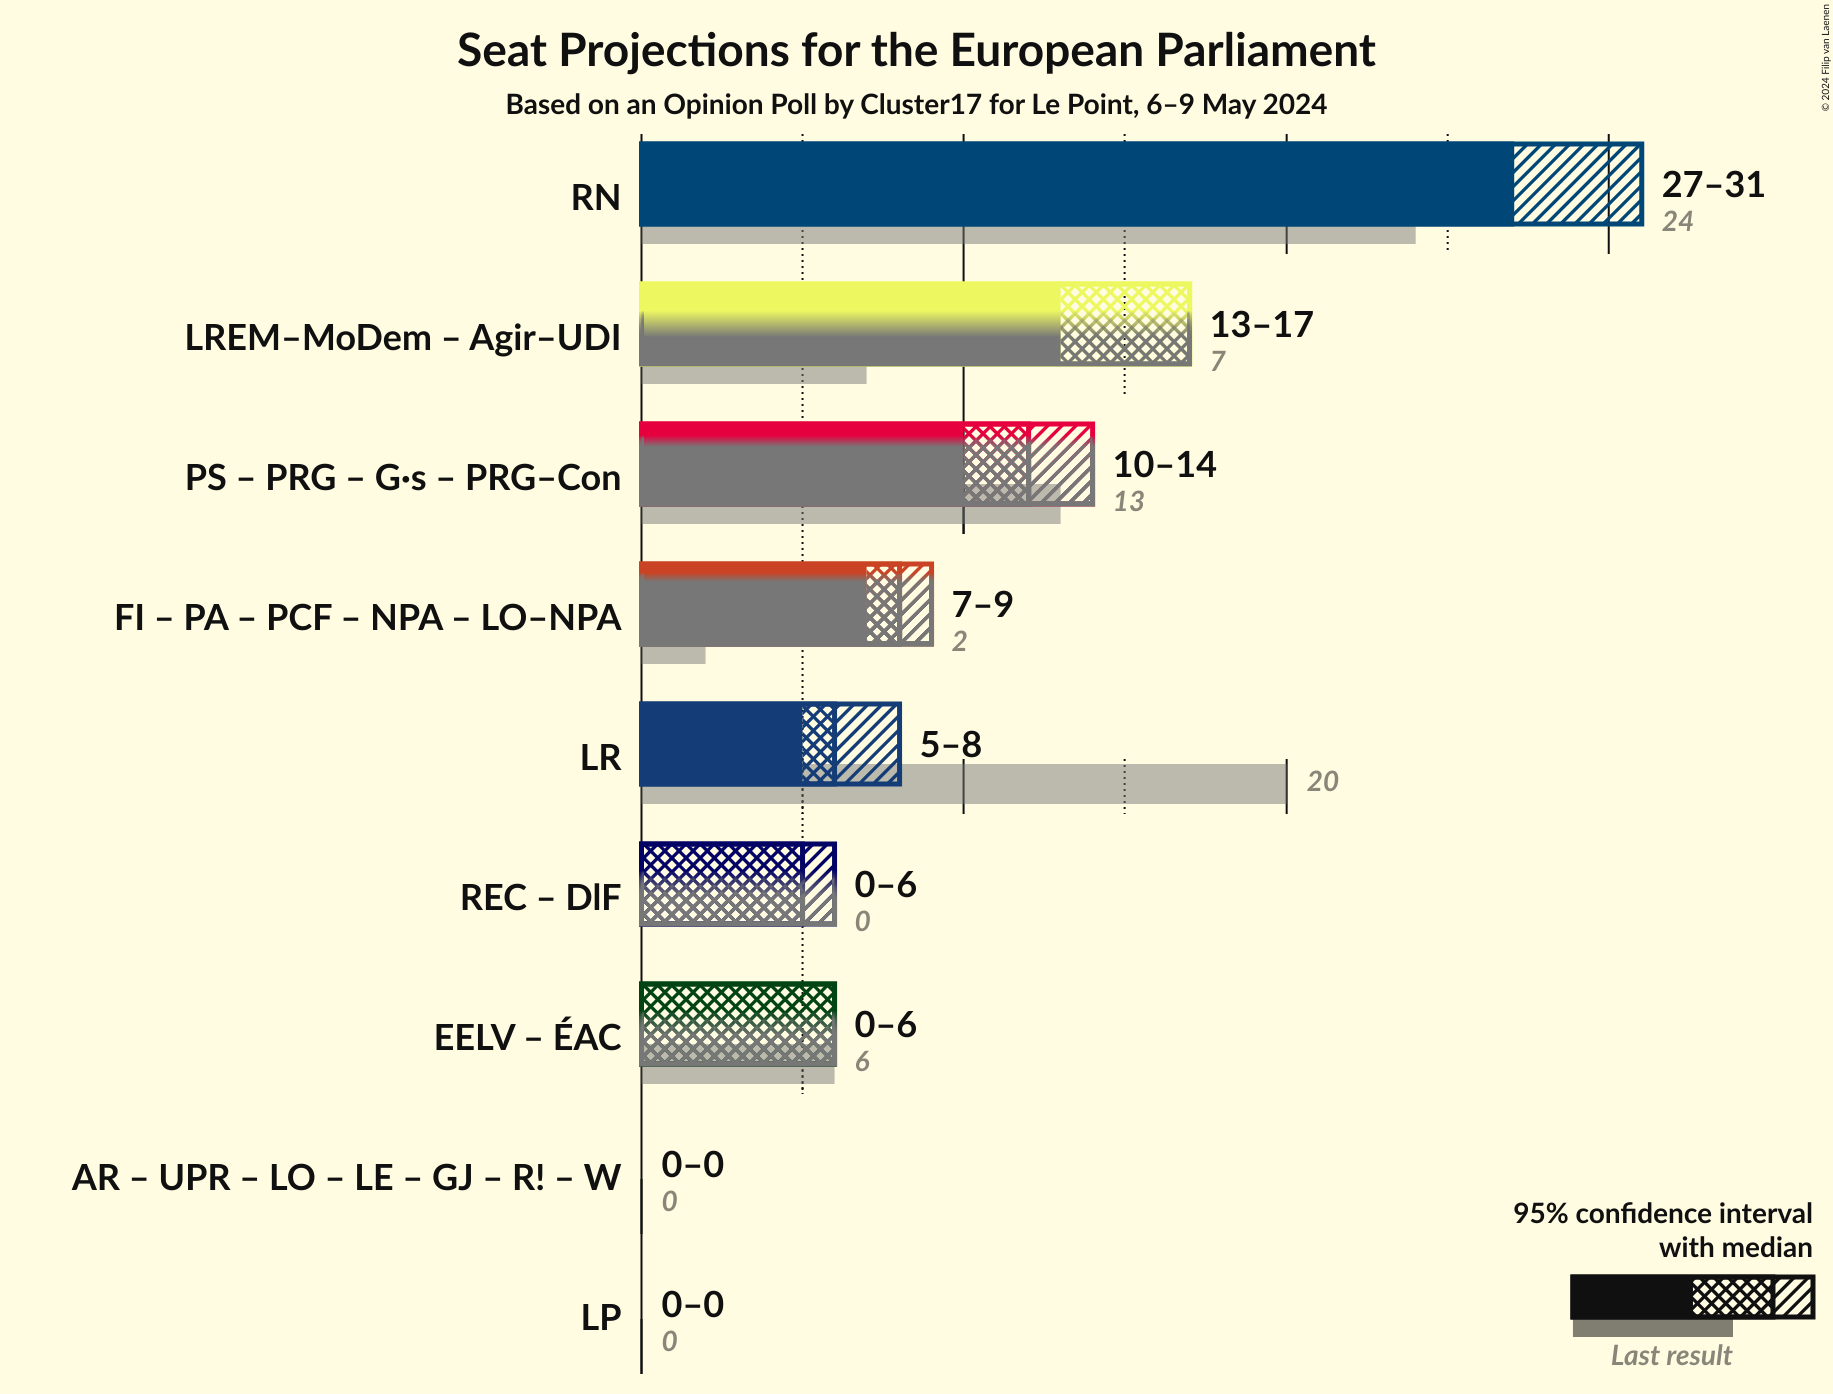 Seat Projections for the European Parliament
Based on an Opinion Poll by Cluster17 for Le Point, 6–9 May 2024
© 2024 Filip van Laenen
RN
27–31
24
LREM–MoDem – Agir–UDI
13–17
7
PS – PRG – G·s – PRG–Con
10–14
13
FI – PA – PCF – NPA – LO–NPA
7–9
2
LR
5–8
20
REC – DlF
0–6
0
EELV – ÉAC
0–6
6
AR – UPR – LO – LE – GJ – R! – W
0–0
0
LP
0–0
0
95% confidence interval
with median
Last result